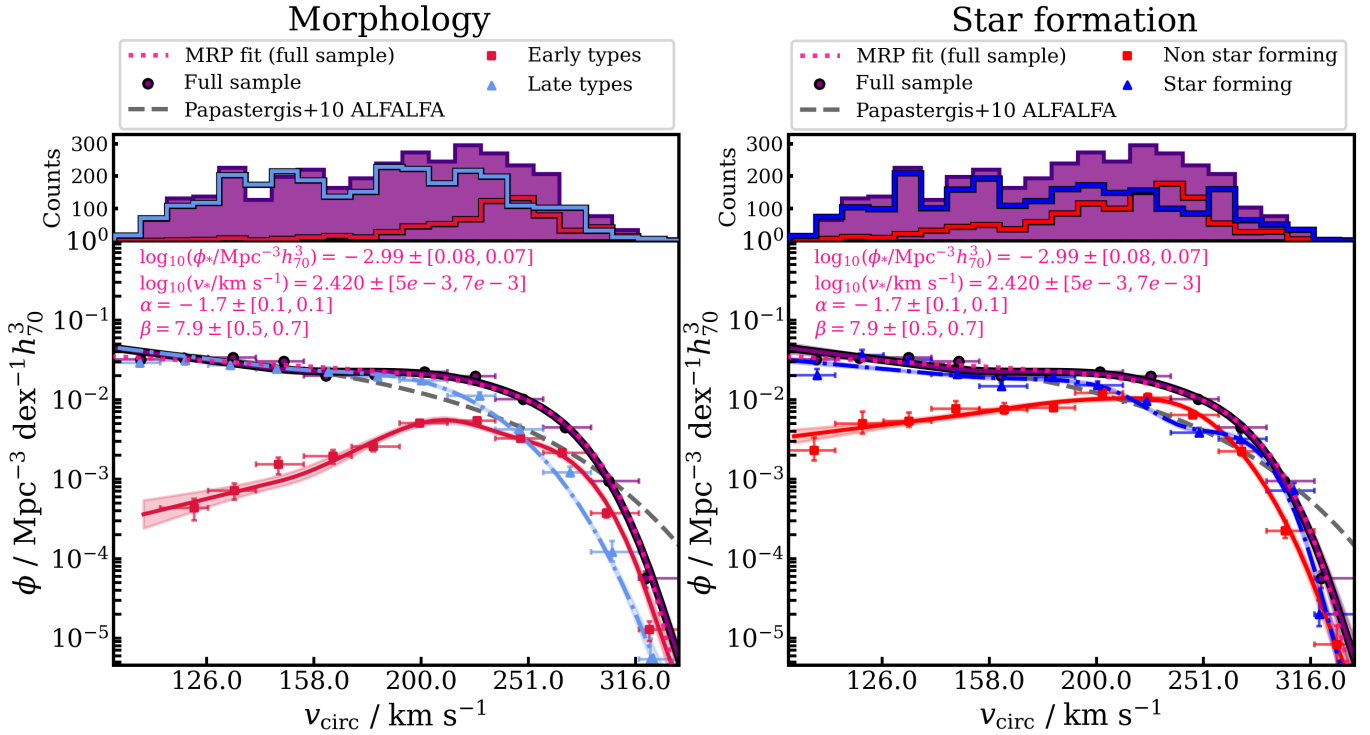 Morphology
MRP fit (full sample)
Full sample
Papastergis+10 ALFALFA
Early types
Late types
Counts
300
200
100
0
log₁₀(ϕ*/Mpc⁻³h₇₀³) = −2.99 ± [0.08, 0.07]
log₁₀(v*/km s⁻¹) = 2.420 ± [5e − 3, 7e − 3]
α = −1.7 ± [0.1, 0.1]
β = 7.9 ± [0.5, 0.7]
ϕ / Mpc⁻³ dex⁻¹h₇₀³
10⁰
10⁻¹
10⁻²
10⁻³
10⁻⁴
10⁻⁵
126.0 158.0 200.0 251.0 316.0
v_circ / km s⁻¹
Star formation
MRP fit (full sample)
Full sample
Papastergis+10 ALFALFA
Non star forming
Star forming
Counts
300
200
100
0
log₁₀(ϕ*/Mpc⁻³h₇₀³) = −2.99 ± [0.08, 0.07]
log₁₀(v*/km s⁻¹) = 2.420 ± [5e − 3, 7e − 3]
α = −1.7 ± [0.1, 0.1]
β = 7.9 ± [0.5, 0.7]
ϕ / Mpc⁻³ dex⁻¹h₇₀³
10⁰
10⁻¹
10⁻²
10⁻³
10⁻⁴
10⁻⁵
126.0 158.0 200.0 251.0 316.0
v_circ / km s⁻¹